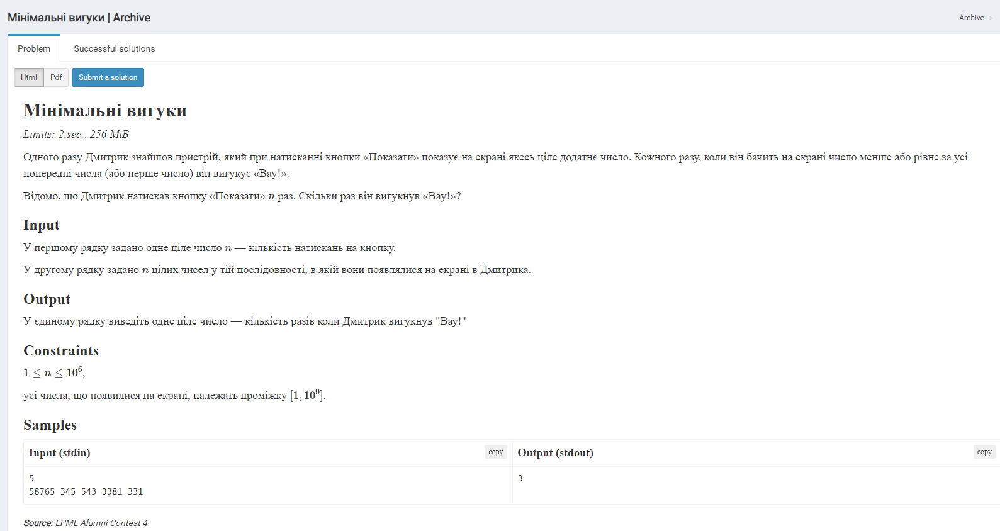 Мінімальні вигуки | Archive
Archive >
Problem
Successful solutions
Html
Pdf
Submit a solution
Мінімальні вигуки
Limits: 2 sec., 256 MiB
Одного разу Дмитрик знайшов пристрій, який при натисканні кнопки «Показати» показує на екрані якесь ціле додатнє число. Кожного разу, коли він бачить на екрані число менше або рівне за усі
попередні числа (або перше число) він вигукує «Вау!».
Відомо, що Дмитрик натискав кнопку «Показати» n раз. Скільки раз він вигукнув «Вау!»?
Input
У першому рядку задано одне ціле число n — кількість натискань на кнопку.
У другому рядку задано n цілих чисел у тій послідовності, в якій вони появлялися на екрані в Дмитрика.
Output
У єдиному рядку виведіть одне ціле число — кількість разів коли Дмитрик вигукнув "Вау!"
Constraints
1 ≤ n ≤ 10⁶,
усі числа, що появилися на екрані, належать проміжку [1, 10⁹].
Samples
Input (stdin)
copy
Output (stdout)
copy
5
58765 345 543 3381 331
3
Source: LPML Alumni Contest 4